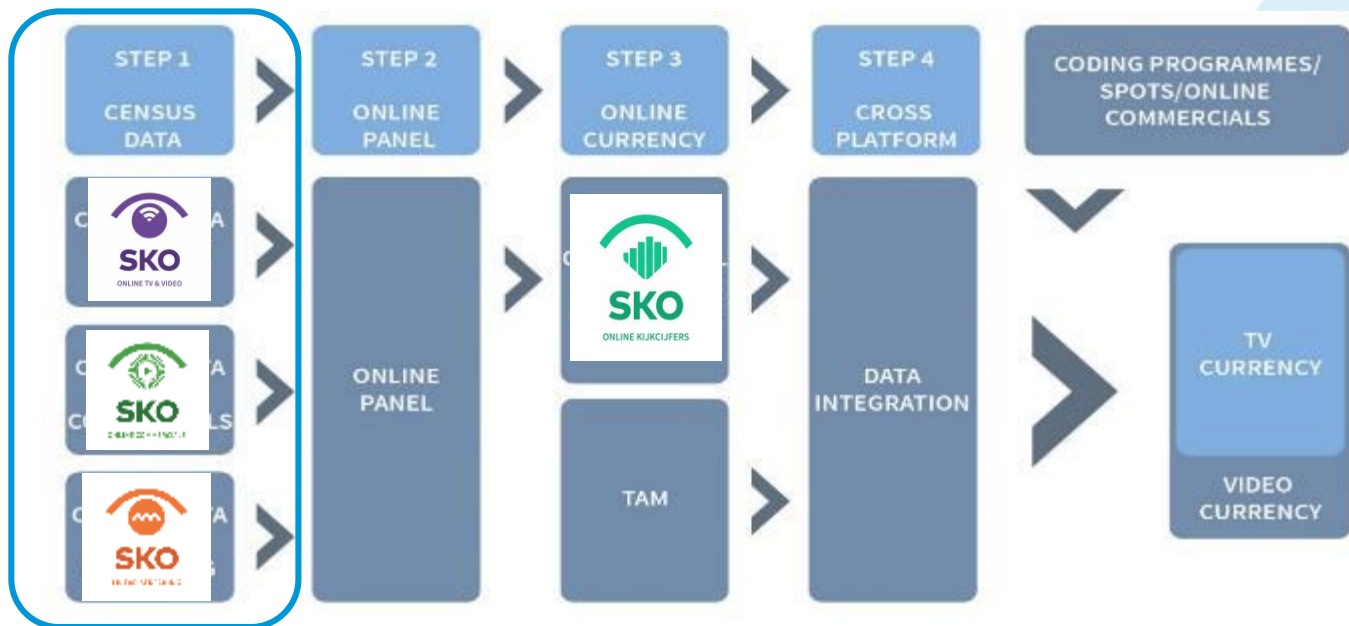 STEP 1
CENSUS
DATA
STEP 2
ONLINE
PANEL
STEP 3
ONLINE
CURRENCY
STEP 4
CROSS
PLATFORM
CODING PROGRAMMES/
SPOTS/ONLINE
COMMERCIALS
SKO
ONLINE TV & VIDEO
SKO
SKO
ONLINE
PANEL
SKO
ONLINE KIJKCIJFERS
TAM
DATA
INTEGRATION
TV
CURRENCY
VIDEO
CURRENCY